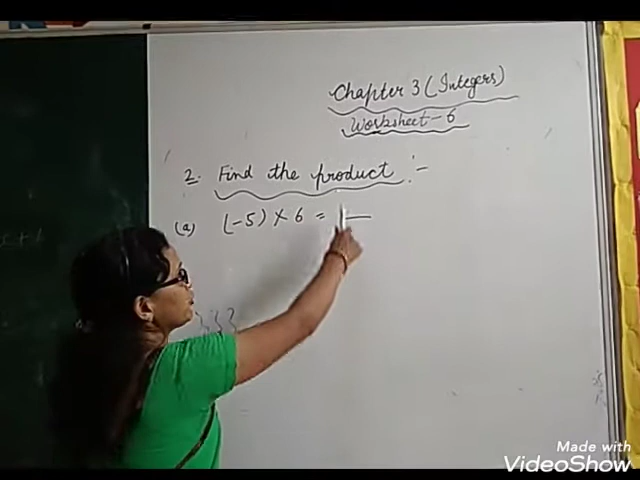 Chapter 3 (Integers)
Worksheet - 6
2. Find the product :-
(a) (-5) × 6 =
Made with
VideoShow